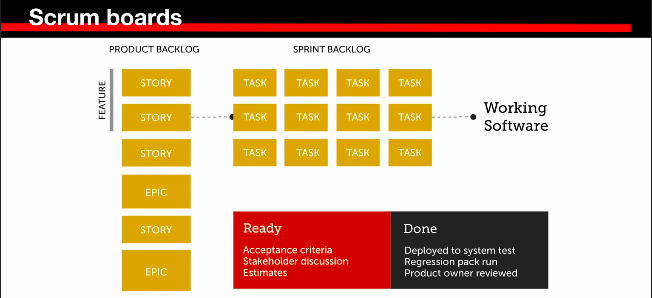 Scrum boards
PRODUCT BACKLOG
SPRINT BACKLOG
FEATURE
STORY
STORY
STORY
EPIC
STORY
EPIC
TASK TASK TASK TASK
TASK TASK TASK TASK
TASK TASK TASK TASK
Working
Software
Ready
Acceptance criteria
Stakeholder discussion
Estimates
Done
Deployed to system test
Regression pack run
Product owner reviewed